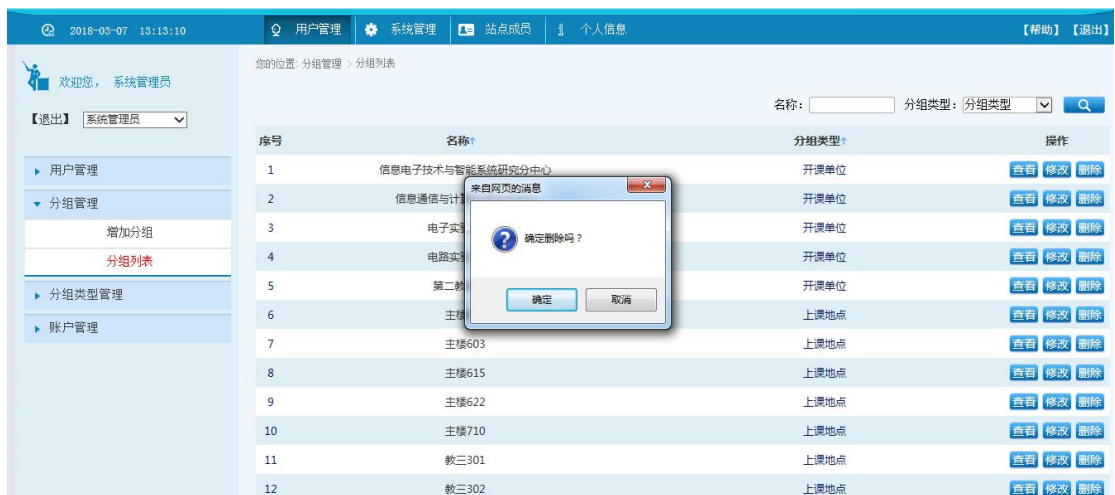 2018-03-07 13:13:10 用户管理 系统管理 站点成员 个人信息 【帮助】 【退出】
欢迎您， 系统管理员
【退出】 系统管理员
您的位置: 分组管理 > 分组列表
名称： 分组类型： 分组类型
序号 名称↑ 分组类型↑ 操作
用户管理
分组管理
增加分组
分组列表
分组类型管理
账户管理
1 信息电子技术与智能系统研究分中心 开课单位 查看 修改 删除
2 信息通信与计 开课单位 查看 修改 删除
3 电子实 开课单位 查看 修改 删除
4 电路实 开课单位 查看 修改 删除
5 第二教 开课单位 查看 修改 删除
6 主楼 上课地点 查看 修改 删除
7 主楼603 上课地点 查看 修改 删除
8 主楼615 上课地点 查看 修改 删除
9 主楼622 上课地点 查看 修改 删除
10 主楼710 上课地点 查看 修改 删除
11 教三301 上课地点 查看 修改 删除
12 教三302 上课地点 查看 修改 删除
来自网页的消息
确定删除吗？
确定 取消